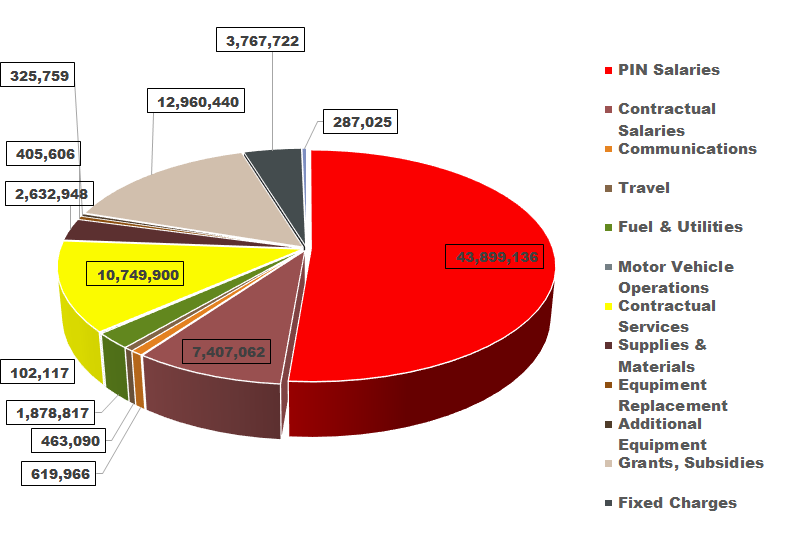 3,767,722
325,759
12,960,440
287,025
405,606
2,632,948
43,899,136
10,749,900
7,407,062
102,117
1,878,817
463,090
619,966
PIN Salaries
Contractual
Salaries
Communications
Travel
Fuel & Utilities
Motor Vehicle
Operations
Contractual
Services
Supplies &
Materials
Equpiment
Replacement
Additional
Equipment
Grants, Subsidies
Fixed Charges